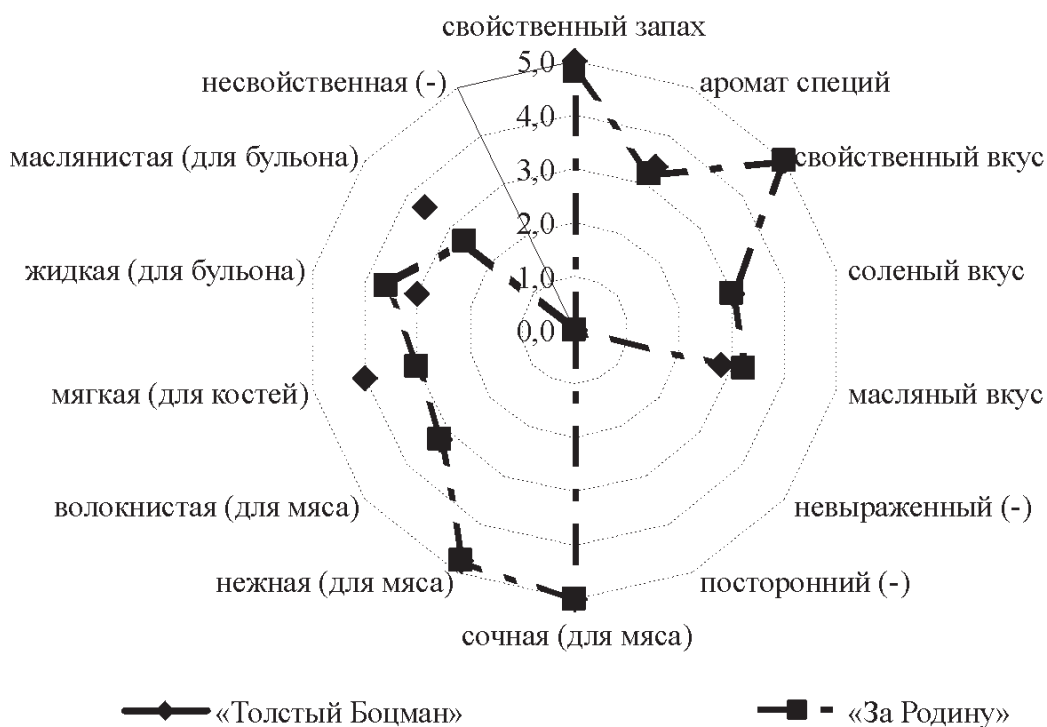 свойственный запах
5,0
несвойственная (-)
аромат специй
4,0
маслянистая (для бульона)
свойственный вкус
3,0
2,0
жидкая (для бульона)
соленый вкус
1,0
0,0
мягкая (для костей)
масляный вкус
волокнистая (для мяса)
невыраженный (-)
нежная (для мяса)
посторонний (-)
сочная (для мяса)
«Толстый Боцман»
«За Родину»